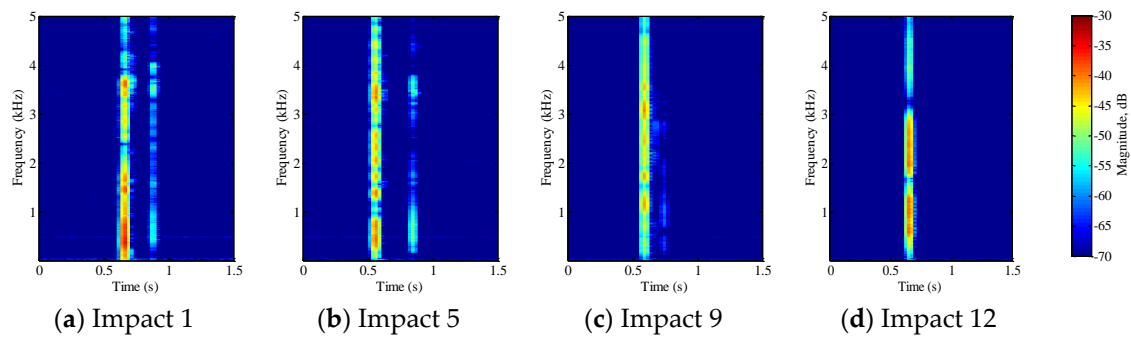 5
4
3
2
1
0 0.5 1 1.5
Frequency (kHz)
Time (s)
(a) Impact 1
5
4
3
2
1
0 0.5 1 1.5
Frequency (kHz)
Time (s)
(b) Impact 5
5
4
3
2
1
0 0.5 1 1.5
Frequency (kHz)
Time (s)
(c) Impact 9
5
4
3
2
1
0 0.5 1 1.5
Frequency (kHz)
Time (s)
(d) Impact 12
-30
-35
-40
-45
-50
-55
-60
-65
-70
Magnitude, dB